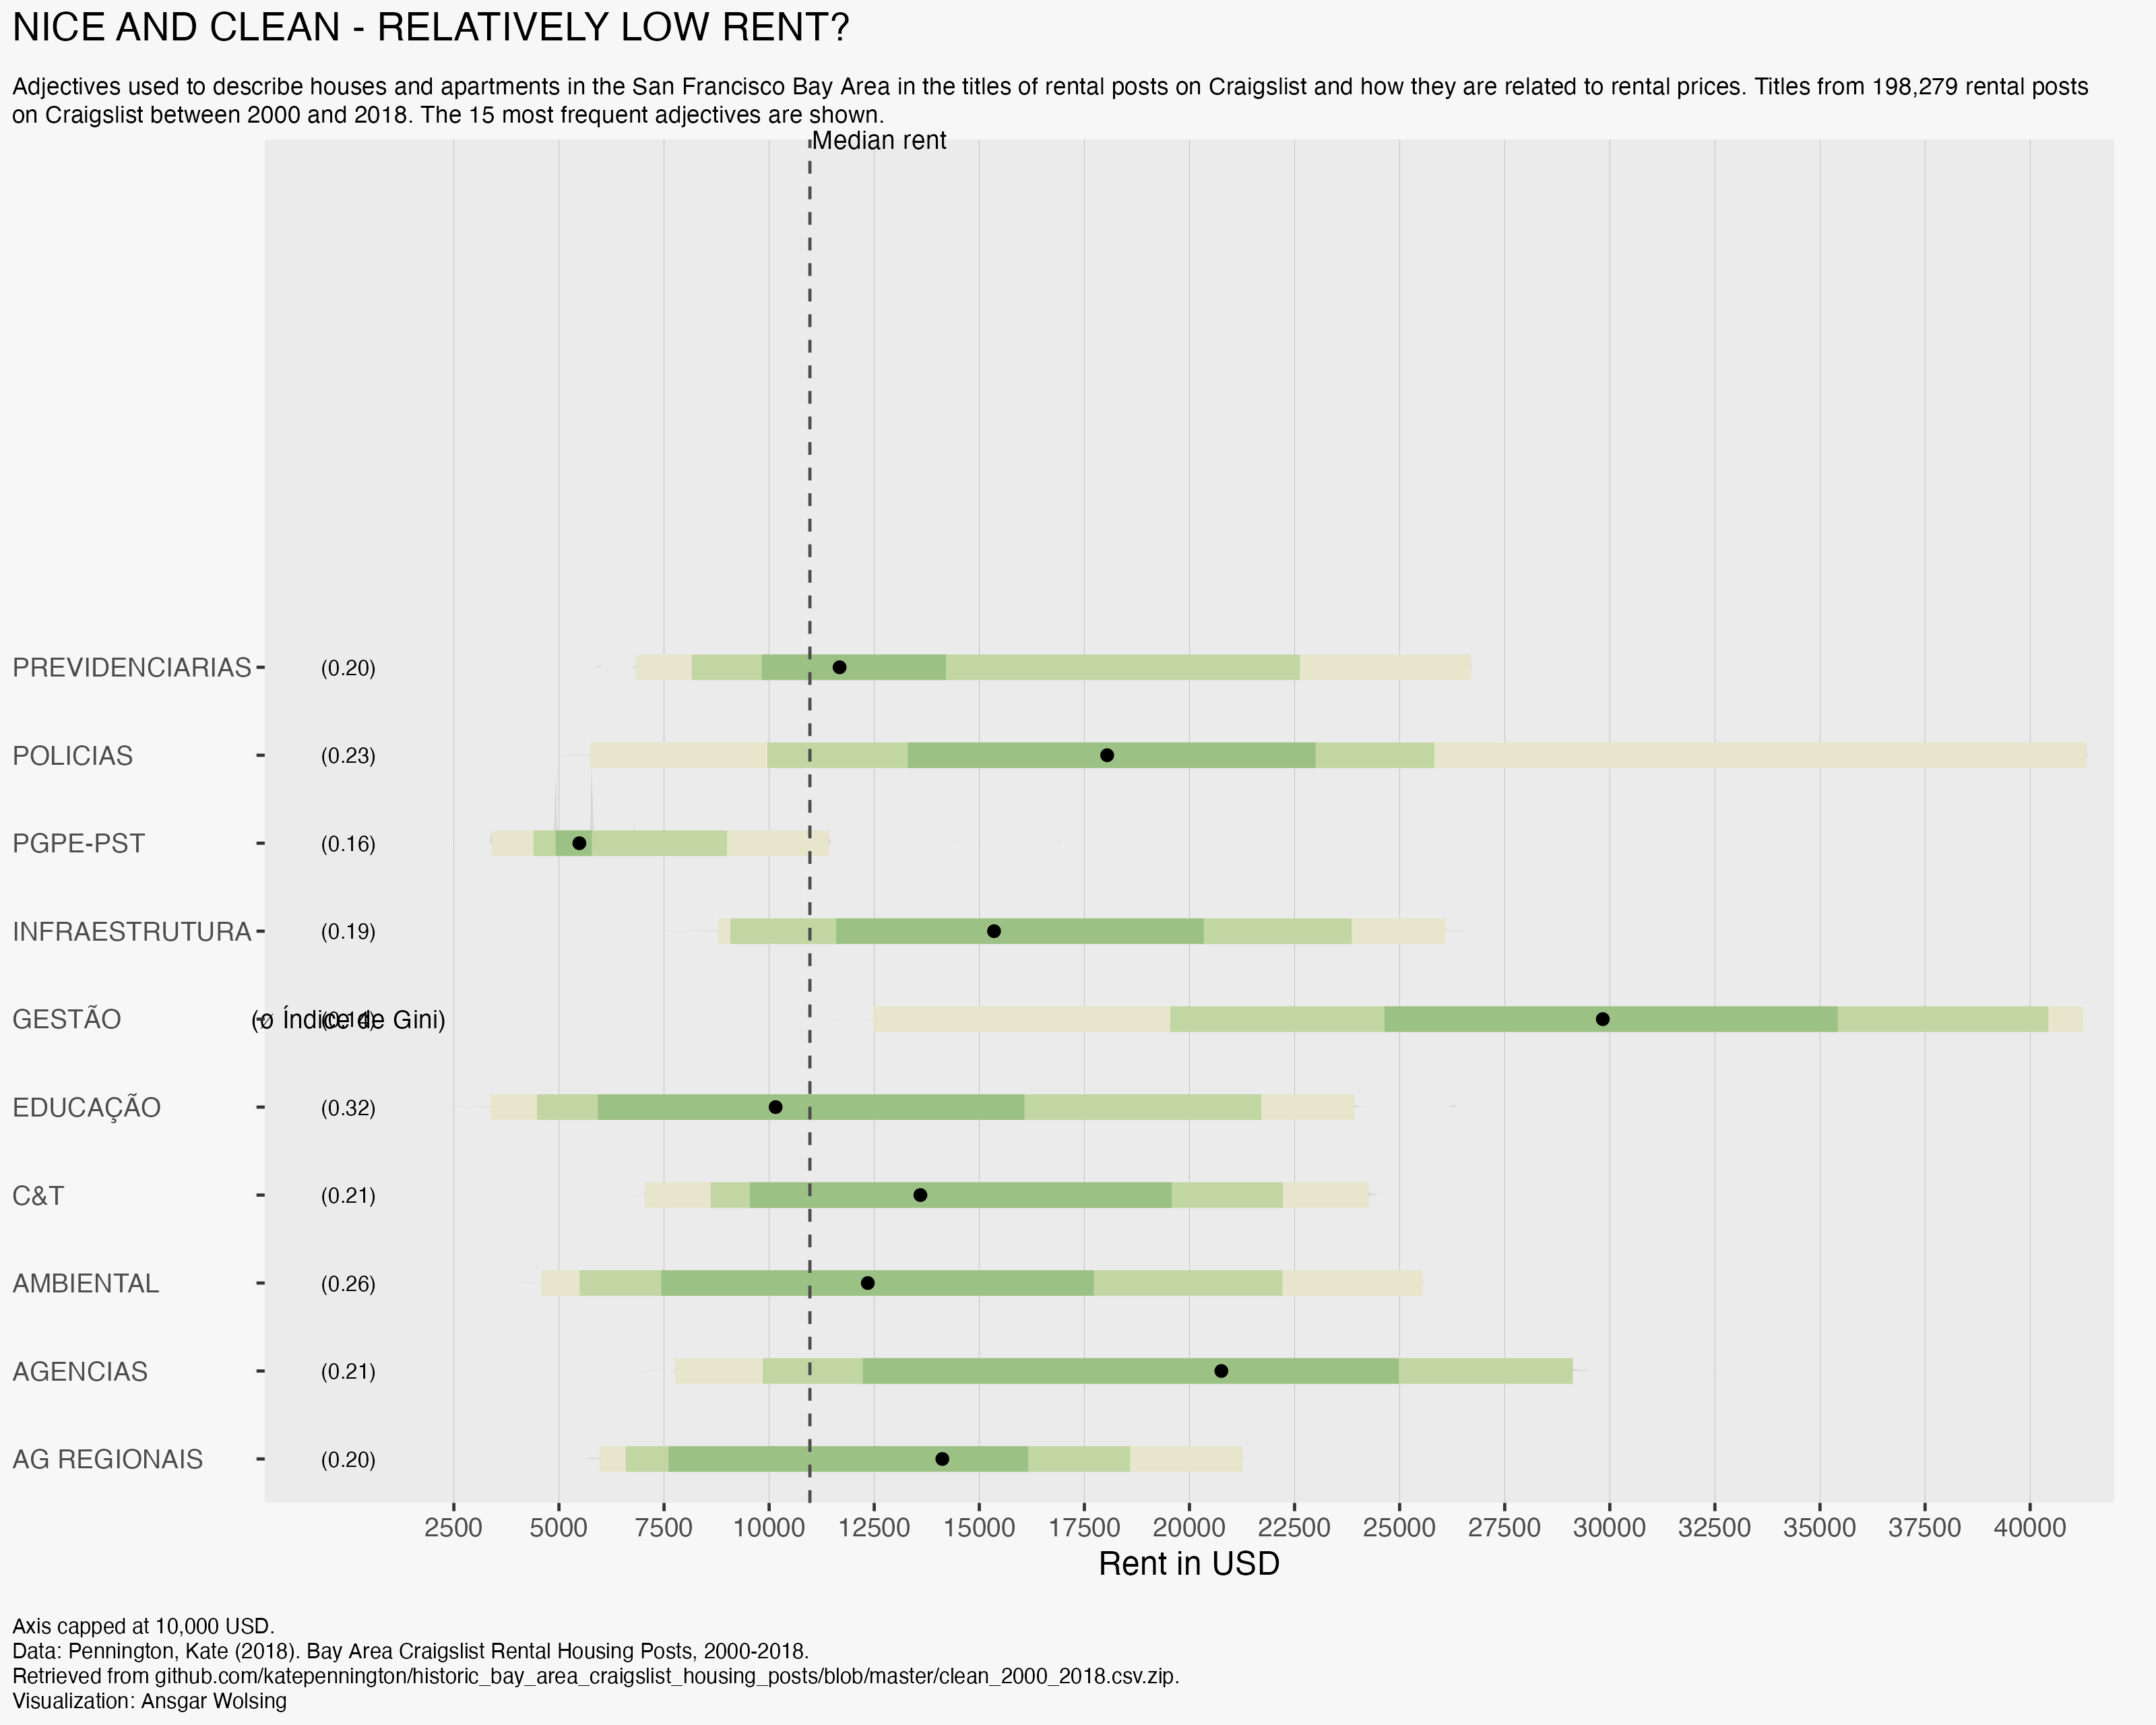 NICE AND CLEAN - RELATIVELY LOW RENT?
Adjectives used to describe houses and apartments in the San Francisco Bay Area in the titles of rental posts on Craigslist and how they are related to rental prices. Titles from 198,279 rental posts
on Craigslist between 2000 and 2018. The 15 most frequent adjectives are shown.
Median rent
PREVIDENCIARIAS (0.20)
POLICIAS (0.23)
PGPE-PST (0.16)
INFRAESTRUTURA (0.19)
GESTÃO (ø Índice de Gini) (0.14)
EDUCAÇÃO (0.32)
C&T (0.21)
AMBIENTAL (0.26)
AGENCIAS (0.21)
AG REGIONAIS (0.20)
2500 5000 7500 10000 12500 15000 17500 20000 22500 25000 27500 30000 32500 35000 37500 40000
Rent in USD
Axis capped at 10,000 USD.
Data: Pennington, Kate (2018). Bay Area Craigslist Rental Housing Posts, 2000-2018.
Retrieved from github.com/katepennington/historic_bay_area_craigslist_housing_posts/blob/master/clean_2000_2018.csv.zip.
Visualization: Ansgar Wolsing